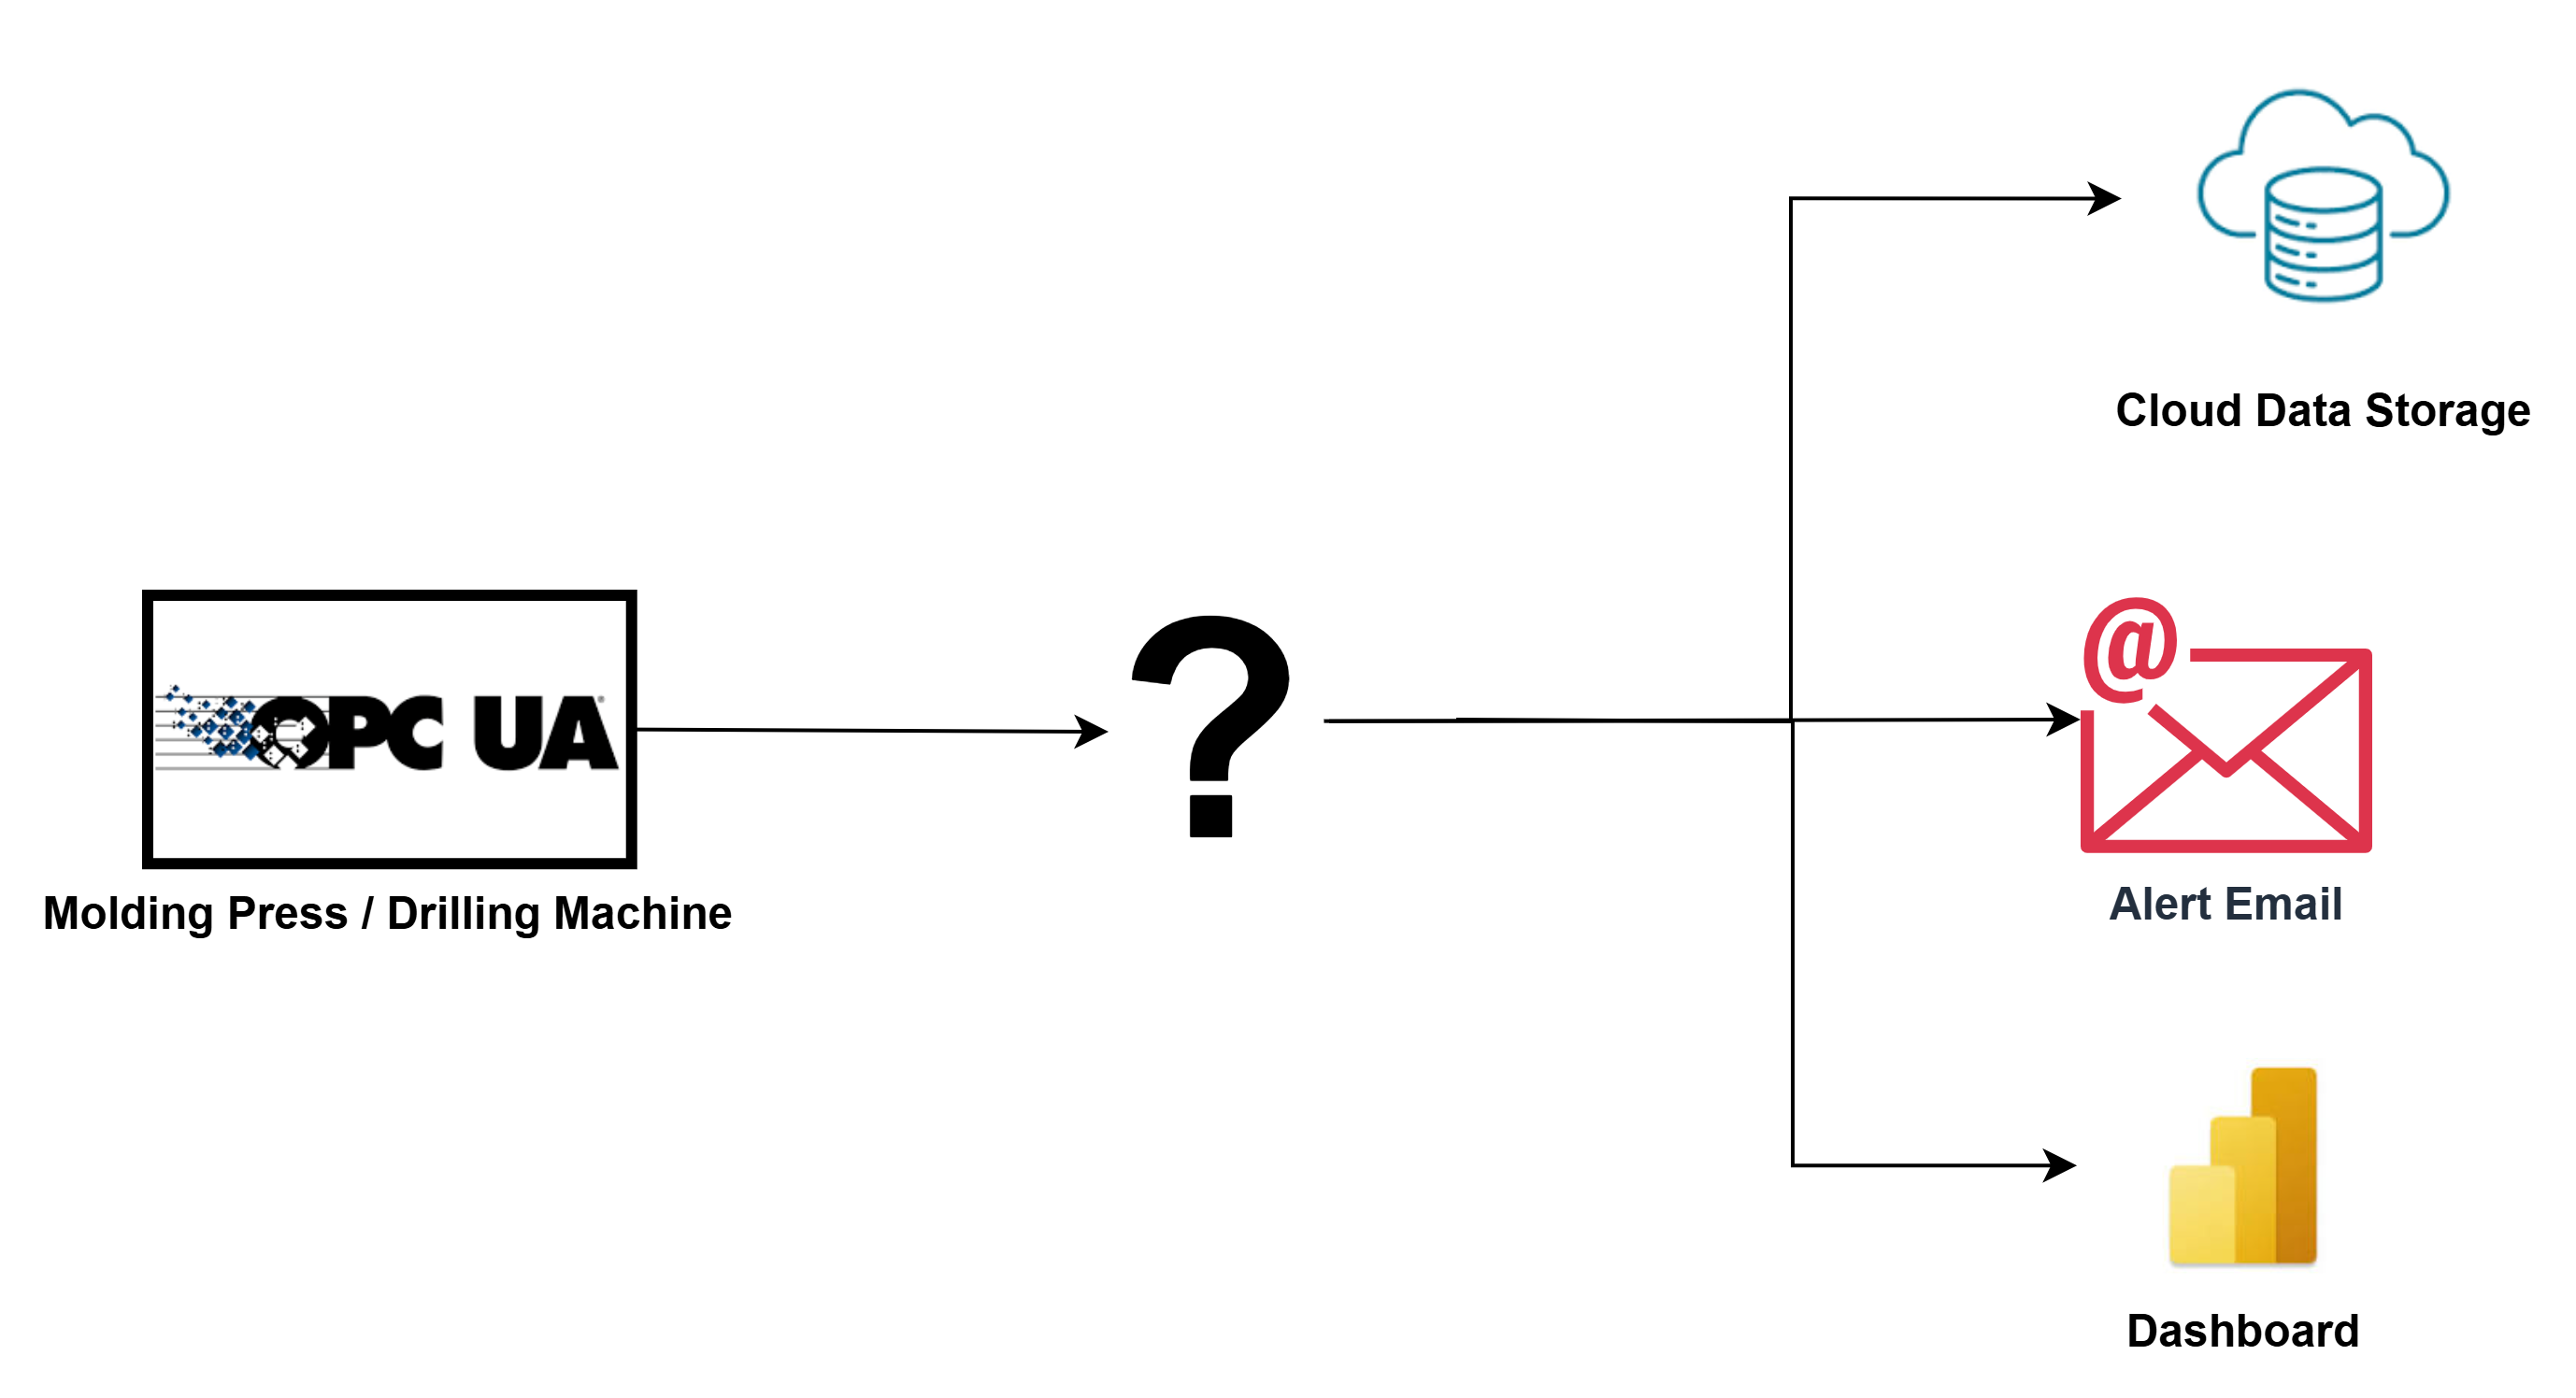 Cloud Data Storage
OPC UA
?
@
Molding Press / Drilling Machine
Alert Email
Dashboard